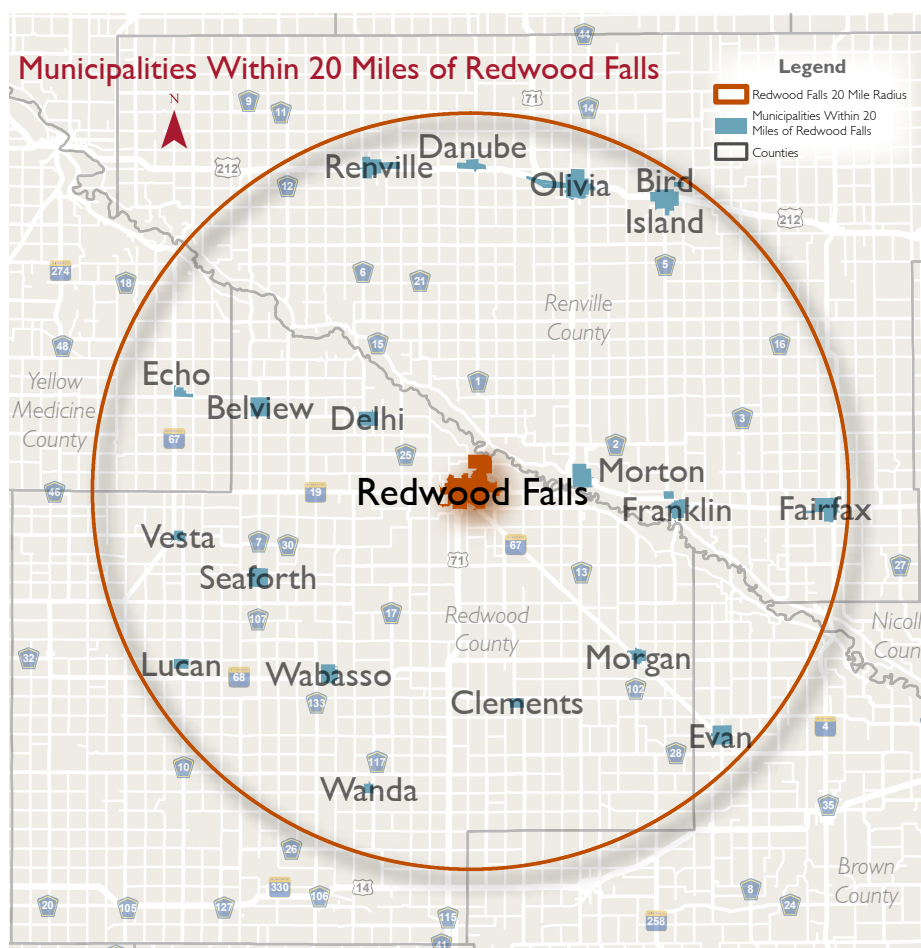 44
Municipalities Within 20 Miles of Redwood Falls
Legend
Redwood Falls 20 Mile Radius
Municipalities Within 20
Miles of Redwood Falls
Counties
N
9
11
71
14
212
12
Renville
Danube
Olivia
Bird
Island
212
274
18
6
21
5
Renville
County
48
15
16
Echo
Yellow
Medicine
County
Belview
Delhi
1
3
67
25
2
46
19
Redwood Falls
Morton
Franklin
Fairfax
Vesta
7
30
71
67
13
27
Seaforth
107
17
Redwood
County
Nicoll
Coun
32
Lucan
68
Wabasso
133
Morgan
102
Clements
4
Evan
28
10
117
Wanda
35
26
Brown
County
330
106
14
8
24
20
105
127
115
258
41